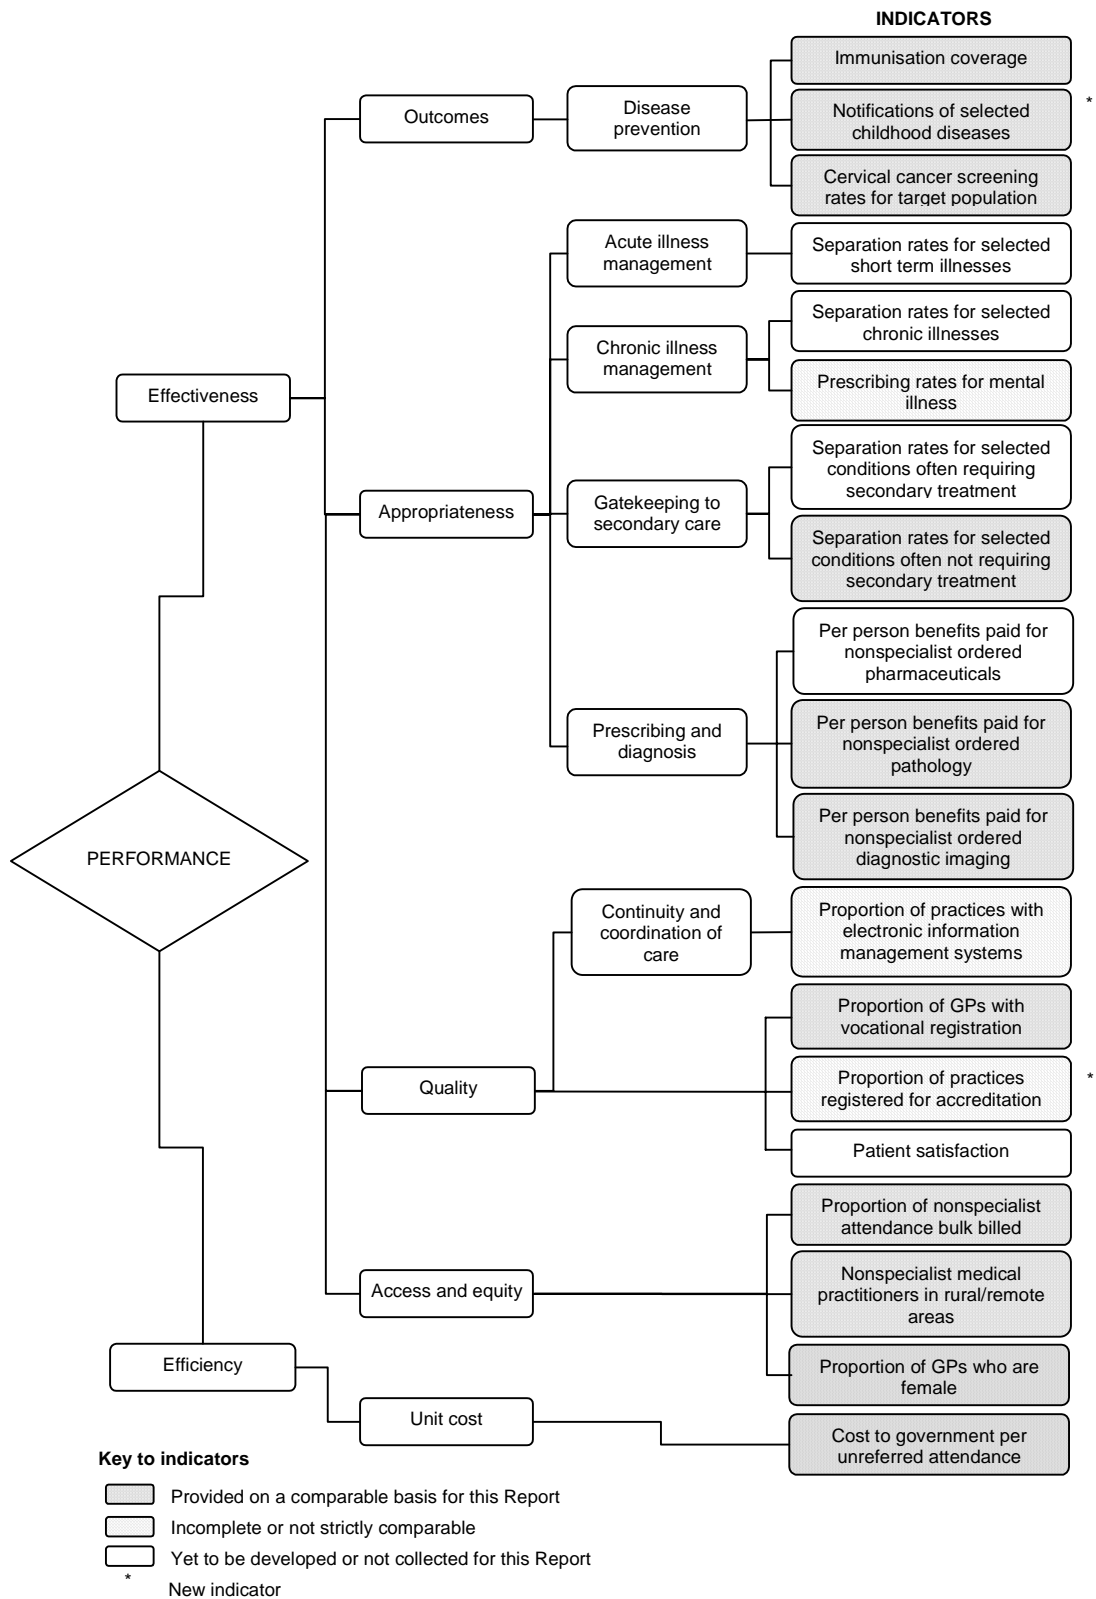 INDICATORS
Immunisation coverage
Outcomes
Disease
prevention
Notifications of selected
childhood diseases
*
Cervical cancer screening
rates for target population
Acute illness
management
Separation rates for selected
short term illnesses
Chronic illness
management
Separation rates for selected
chronic illnesses
Effectiveness
Prescribing rates for mental
illness
Separation rates for selected
conditions often requiring
secondary treatment
Appropriateness
Gatekeeping to
secondary care
Separation rates for selected
conditions often not requiring
secondary treatment
Per person benefits paid for
nonspecialist ordered
pharmaceuticals
Prescribing and
diagnosis
Per person benefits paid for
nonspecialist ordered
pathology
Per person benefits paid for
nonspecialist ordered
diagnostic imaging
PERFORMANCE
Continuity and
coordination of
care
Proportion of practices with
electronic information
management systems
Proportion of GPs with
vocational registration
Quality
Proportion of practices
registered for accreditation
*
Patient satisfaction
Proportion of nonspecialist
attendance bulk billed
Access and equity
Nonspecialist medical
practitioners in rural/remote
areas
Efficiency
Proportion of GPs who are
female
Unit cost
Cost to government per
unreferred attendance
Key to indicators
Provided on a comparable basis for this Report
Incomplete or not strictly comparable
Yet to be developed or not collected for this Report
* New indicator